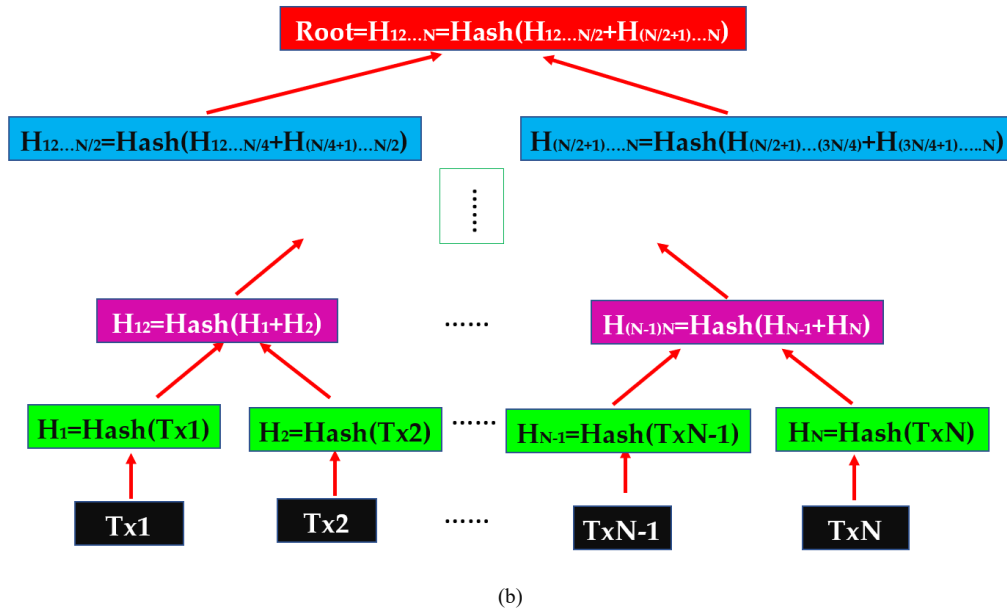 Root=H12...N=Hash(H12...N/2+H(N/2+1)...N)
H12...N/2=Hash(H12...N/4+H(N/4+1)...N/2)
H(N/2+1)....N=Hash(H(N/2+1)...(3N/4)+H(3N/4+1).....N)
......
H12=Hash(H1+H2)
......
H(N-1)N=Hash(HN-1+HN)
H1=Hash(Tx1)
H2=Hash(Tx2)
......
HN-1=Hash(TxN-1)
HN=Hash(TxN)
Tx1
Tx2
......
TxN-1
TxN
(b)